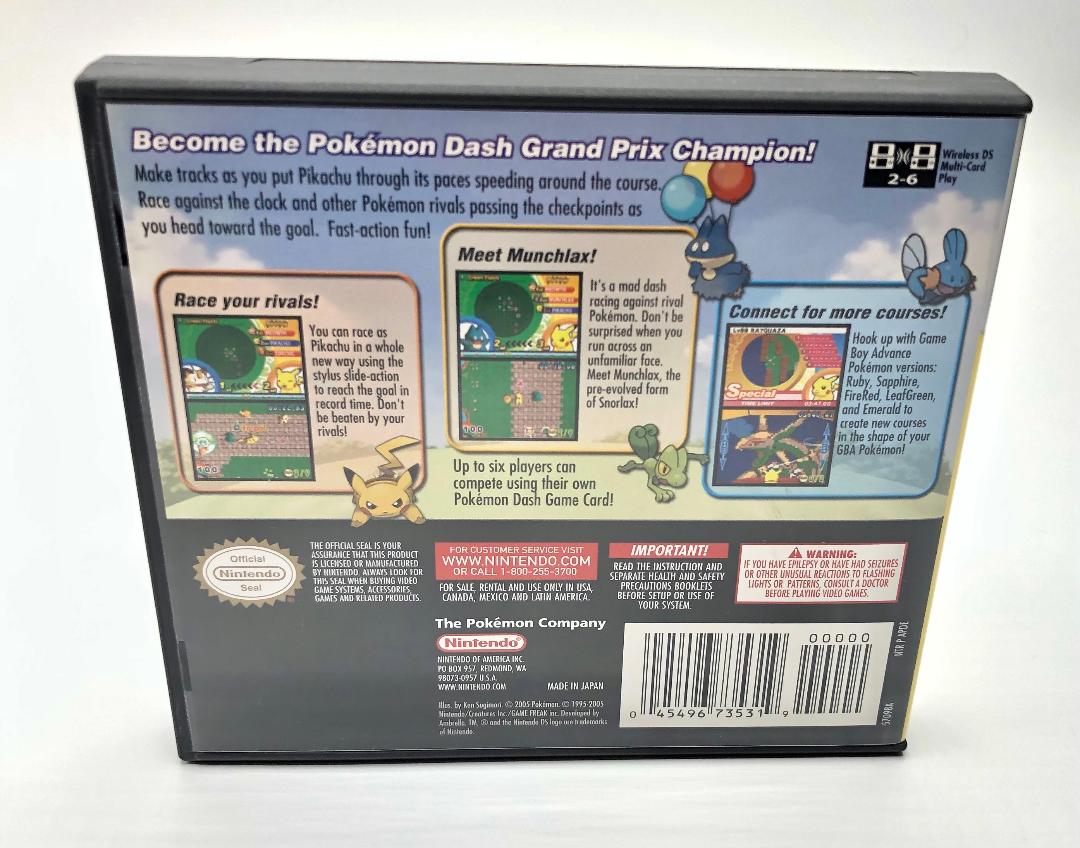 Become the Pokémon Dash Grand Prix Champion!
Make tracks as you put Pikachu through its paces speeding around the course.
Race against the clock and other Pokémon rivals passing the checkpoints as
you head toward the goal. Fast-action fun!
2-6
Wireless DS
Multi-Card
Play
Race your rivals!
You can race as
Pikachu in a whole
new way using the
stylus slide-action
to reach the goal in
record time. Don't
be beaten by your
rivals!
100
Meet Munchlax!
It's a mad dash
racing against rival
Pokémon. Don't be
surprised when you
run across an
unfamiliar face.
Meet Munchlax, the
pre-evolved form
of Snorlax!
100
Up to six players can
compete using their own
Pokémon Dash Game Card!
Connect for more courses!
Lv99 RAYQUAZA
Special
TIME LIMIT
Hook up with Game
Boy Advance
Pokémon versions:
Ruby, Sapphire,
FireRed, LeafGreen,
and Emerald to
create new courses
in the shape of your
GBA Pokémon!
Official
Nintendo
Seal
THE OFFICIAL SEAL IS YOUR
ASSURANCE THAT THIS PRODUCT
IS LICENSED OR MANUFACTURED
BY NINTENDO. ALWAYS LOOK FOR
THIS SEAL WHEN BUYING VIDEO
GAME SYSTEMS, ACCESSORIES,
GAMES AND RELATED PRODUCTS.
FOR CUSTOMER SERVICE VISIT
WWW.NINTENDO.COM
OR CALL 1-800-255-3700
FOR SALE, RENTAL AND USE ONLY IN USA,
CANADA, MEXICO AND LATIN AMERICA.
IMPORTANT!
READ THE INSTRUCTION AND
SEPARATE HEALTH AND SAFETY
PRECAUTIONS BOOKLETS
BEFORE SETUP OR USE OF
YOUR SYSTEM.
WARNING:
IF YOU HAVE EPILEPSY OR HAVE HAD SEIZURES
OR OTHER UNUSUAL REACTIONS TO FLASHING
LIGHTS OR PATTERNS, CONSULT A DOCTOR
BEFORE PLAYING VIDEO GAMES.
The Pokémon Company
Nintendo®
NINTENDO OF AMERICA INC.
PO BOX 957, REDMOND, WA
98073-0957 U.S.A.
WWW.NINTENDO.COM
MADE IN JAPAN
Illus. by Ken Sugimori. © 2005 Pokémon. © 1995-2005
Nintendo/Creatures Inc./GAME FREAK inc. Developed by
Ambrella. TM, ® and the Nintendo DS logo are trademarks
of Nintendo.
00000
0 45496 73531 9
NTR P APDE
57098A